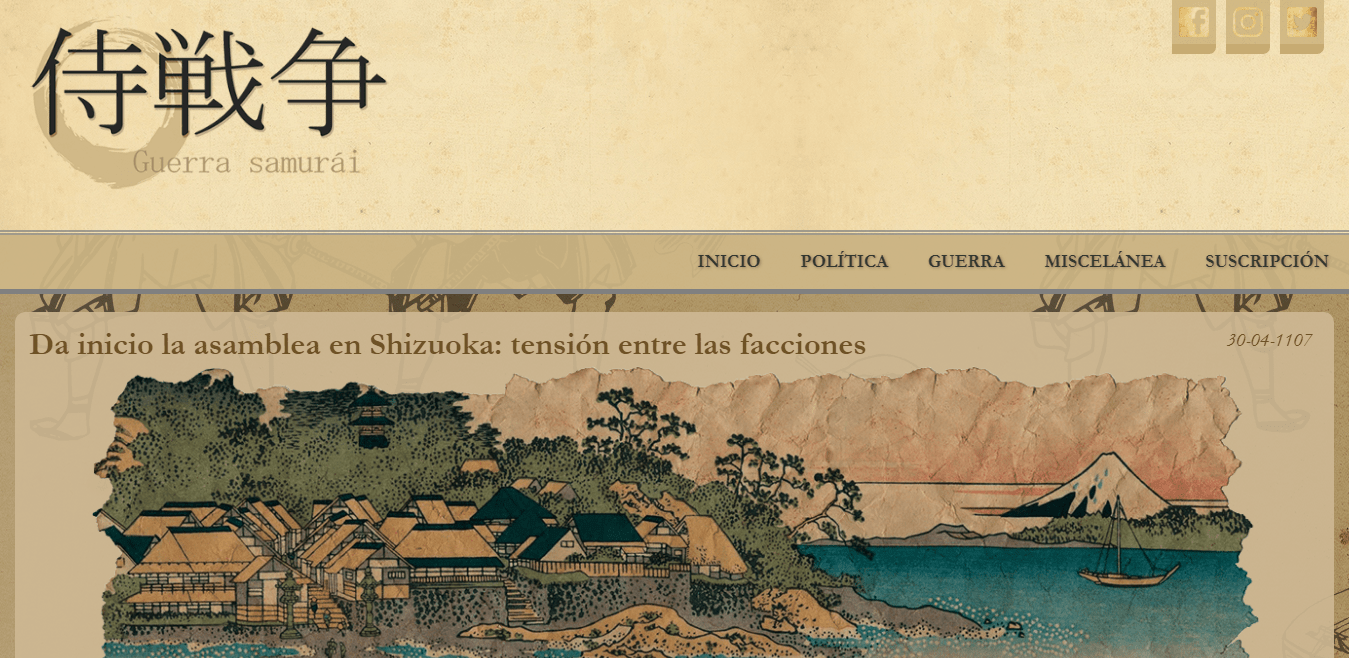 侍戦争
Guerra samurái
INICIO POLÍTICA GUERRA MISCELÁNEA SUSCRIPCIÓN
Da inicio la asamblea en Shizuoka: tensión entre las facciones 30-04-1107